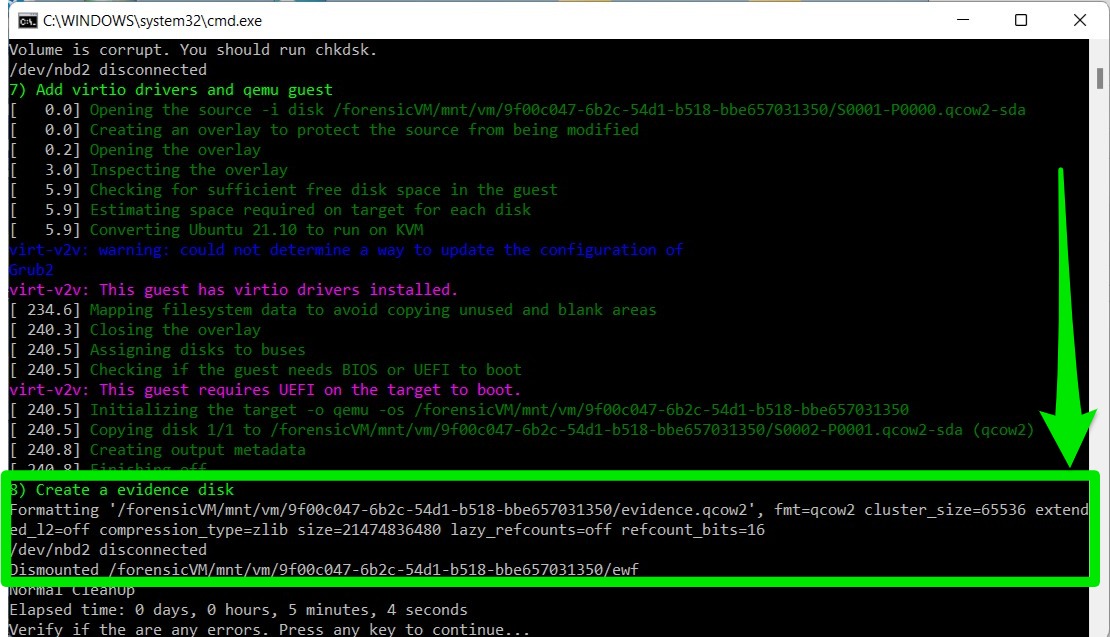 C:\WINDOWS\system32\cmd.exe
Volume is corrupt. You should run chkdsk.
/dev/nbd2 disconnected
7) Add virtio drivers and qemu guest
[   0.0] Opening the source -i disk /forensicVM/mnt/vm/9f00c047-6b2c-54d1-b518-bbe657031350/S0001-P0000.qcow2-sda
[   0.0] Creating an overlay to protect the source from being modified
[   0.2] Opening the overlay
[   3.0] Inspecting the overlay
[   5.9] Checking for sufficient free disk space in the guest
[   5.9] Estimating space required on target for each disk
[   5.9] Converting Ubuntu 21.10 to run on KVM
virt-v2v: warning: could not determine a way to update the configuration of
Grub2
virt-v2v: This guest has virtio drivers installed.
[ 234.6] Mapping filesystem data to avoid copying unused and blank areas
[ 240.3] Closing the overlay
[ 240.5] Assigning disks to buses
[ 240.5] Checking if the guest needs BIOS or UEFI to boot
virt-v2v: This guest requires UEFI on the target to boot.
[ 240.5] Initializing the target -o qemu -os /forensicVM/mnt/vm/9f00c047-6b2c-54d1-b518-bbe657031350
[ 240.5] Copying disk 1/1 to /forensicVM/mnt/vm/9f00c047-6b2c-54d1-b518-bbe657031350/S0002-P0001.qcow2-sda (qcow2)
[ 240.8] Creating output metadata
[ 240.8] Finishing off
8) Create a evidence disk
Formatting '/forensicVM/mnt/vm/9f00c047-6b2c-54d1-b518-bbe657031350/evidence.qcow2', fmt=qcow2 cluster_size=65536 extend
ed_l2=off compression_type=zlib size=21474836480 lazy_refcounts=off refcount_bits=16
/dev/nbd2 disconnected
Dismounted /forensicVM/mnt/vm/9f00c047-6b2c-54d1-b518-bbe657031350/ewf
Normal CleanUp
Elapsed time: 0 days, 0 hours, 5 minutes, 4 seconds
Verify if the are any errors. Press any key to continue...